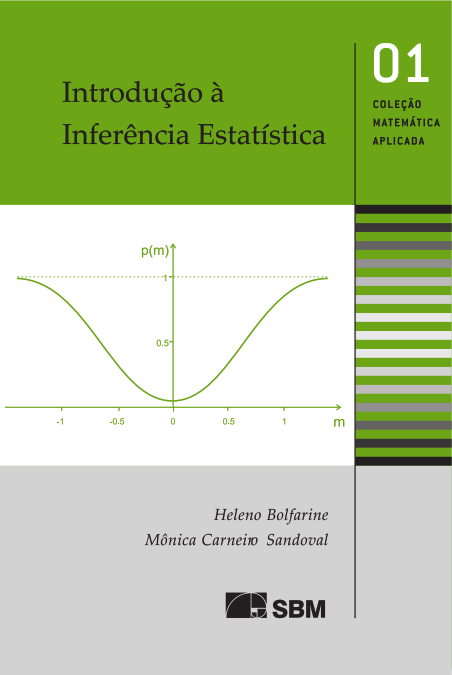 Introdução à
Inferência Estatística
01
COLEÇÃO
MATEMÁTICA
APLICADA
p(m)
1
0.5
-1
-0.5
0
0.5
1
m
Heleno Bolfarine
Mônica Carneiro Sandoval
SBM